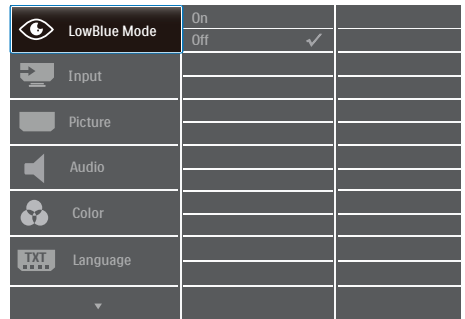 LowBlue Mode
On
Off
Input
Picture
Audio
Color
TXT
Language